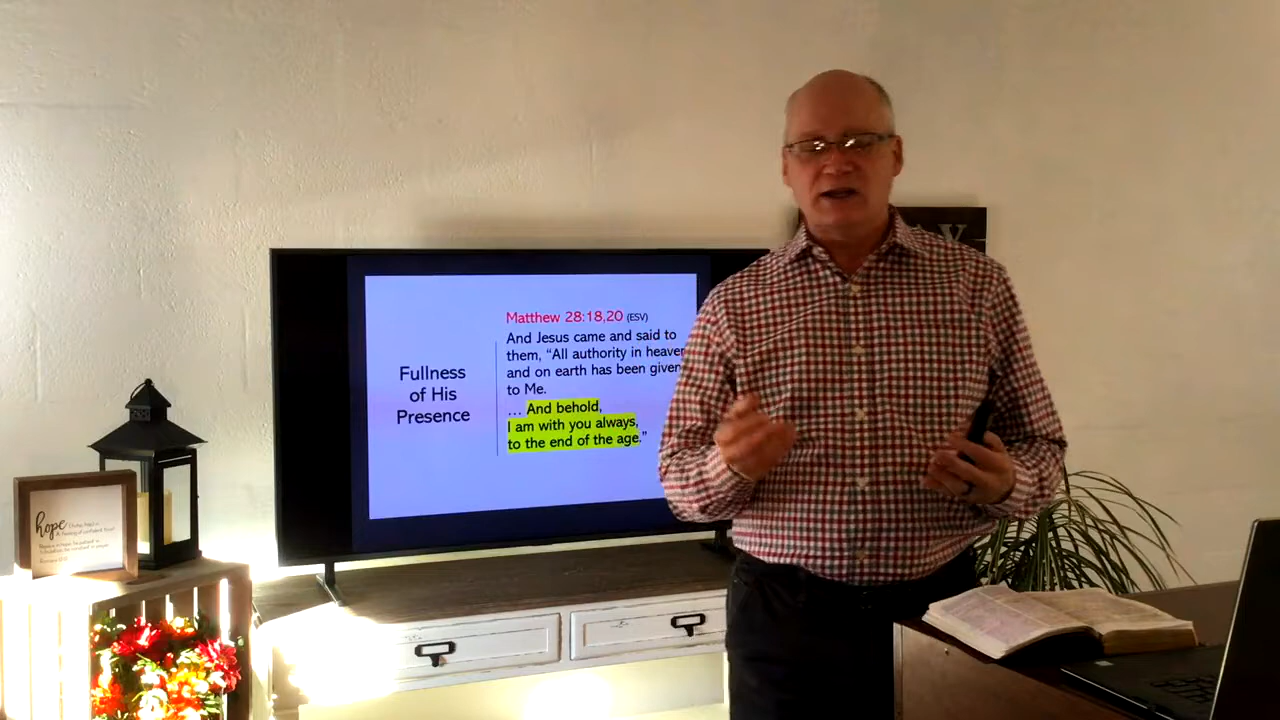 Matthew 28:18,20 (ESV)
And Jesus came and said to
them, “All authority in heaven
and on earth has been given
to Me.
… And behold,
I am with you always,
to the end of the age.”
Fullness
of His
Presence
hope
Y